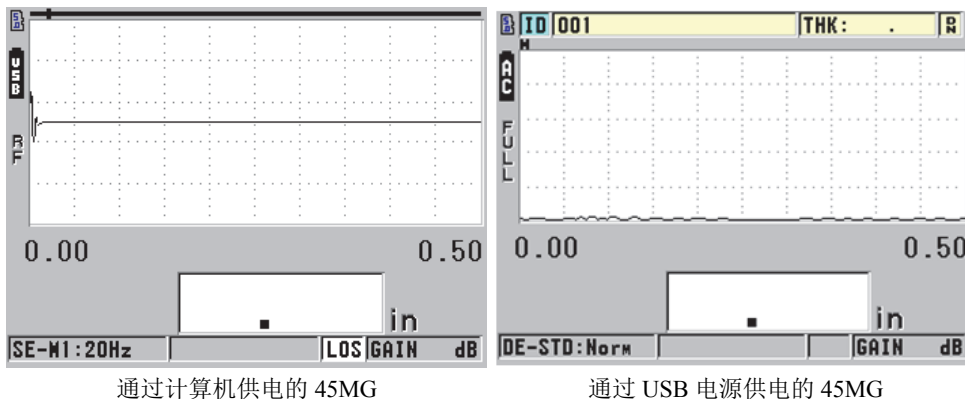 ID 001 THK: .
USB
RF
AC
FULL
0.00 0.50
0.00 0.50
in
in
SE-M1:20Hz LOS GAIN dB
DE-STD:Norm GAIN dB
通过计算机供电的 45MG
通过 USB 电源供电的 45MG